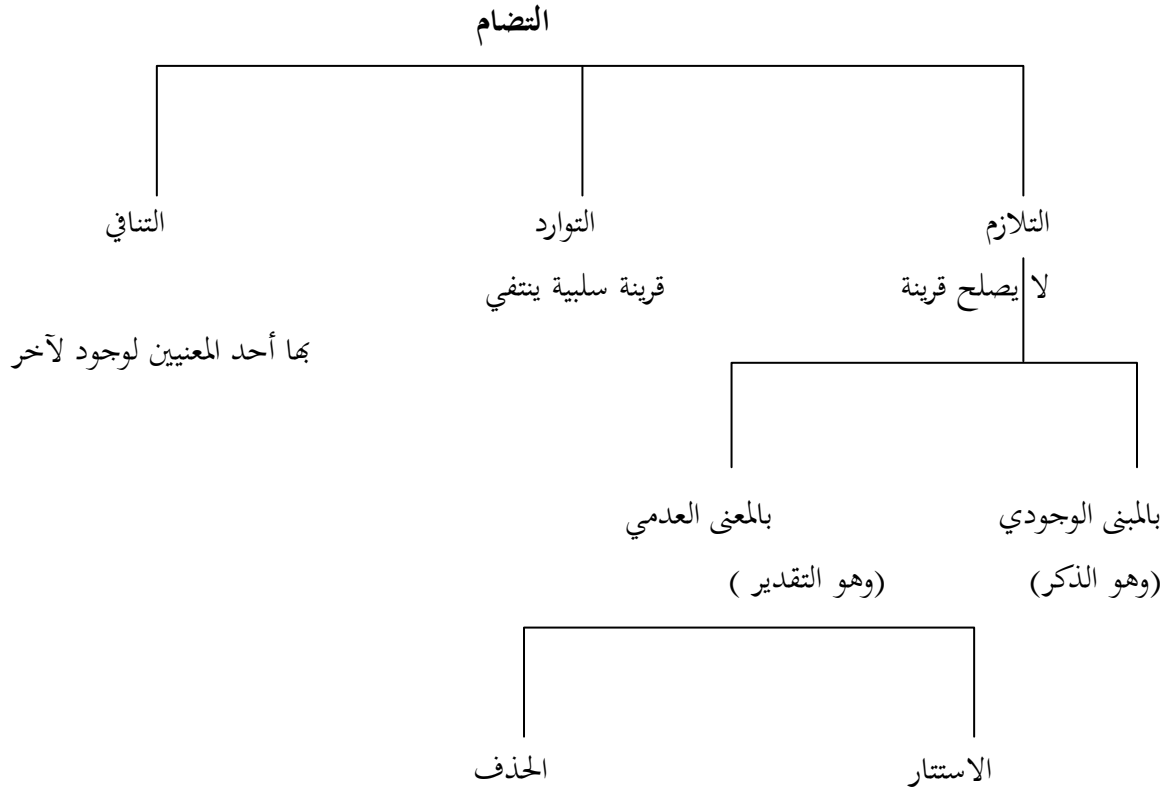 التضام
التلازم
التوارد
التنافي
لا يصلح قرينة
قرينة سلبية ينتفي
بها أحد المعنيين لوجود لآخر
بالمبنى الوجودي
بالمعنى العدمي
(وهو الذكر)
(وهو التقدير )
الاستتار
الحذف